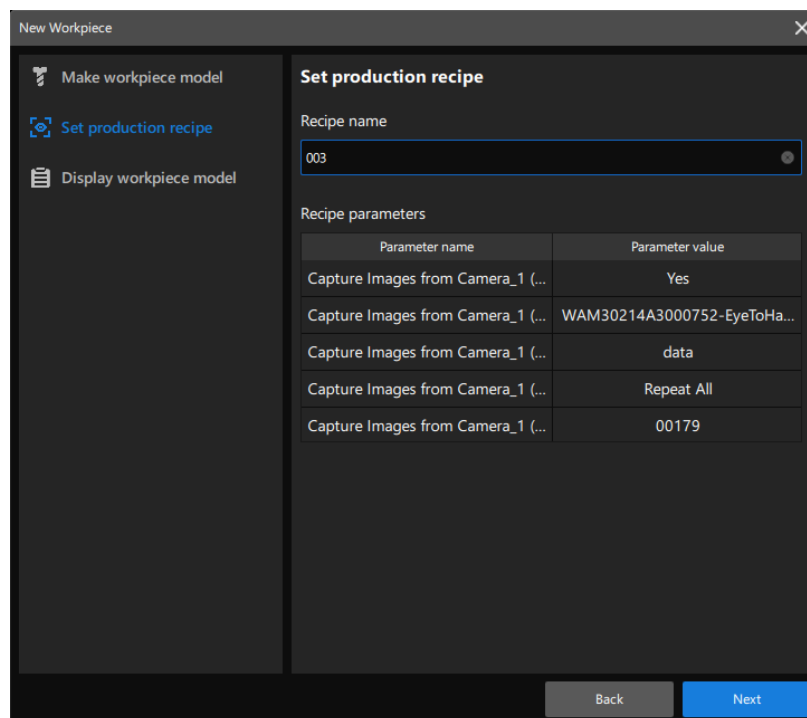 New Workpiece
Make workpiece model
Set production recipe
Display workpiece model
Set production recipe
Recipe name
003
Recipe parameters
Parameter name Parameter value
Capture Images from Camera_1 (... Yes
Capture Images from Camera_1 (... WAM30214A3000752-EyeToHa...
Capture Images from Camera_1 (... data
Capture Images from Camera_1 (... Repeat All
Capture Images from Camera_1 (... 00179
Back Next